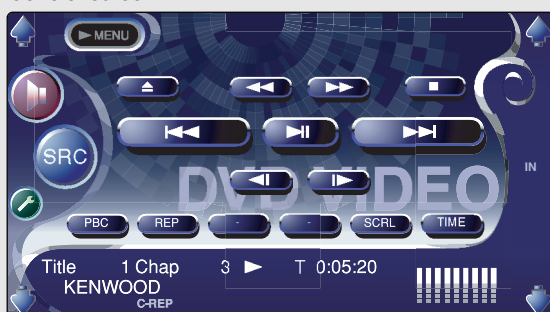 ►MENU
SRC
DVD VIDEO
IN
PBC REP - - SCRL TIME
Title 1 Chap 3 ► T 0:05:20
KENWOOD
C-REP